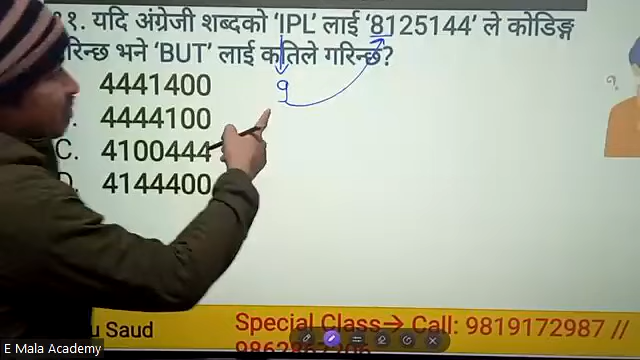 १. यदि अंग्रेजी शब्दको ‘IPL’ लाई ‘8125144’ ले कोडिङ्ग
गरिन्छ भने ‘BUT’ लाई कतिले गरिन्छ?
4441400
9
4444100
C. 4100444
D. 4144400
Saud
Special Class→ Call: 9819172987 //
E Mala Academy